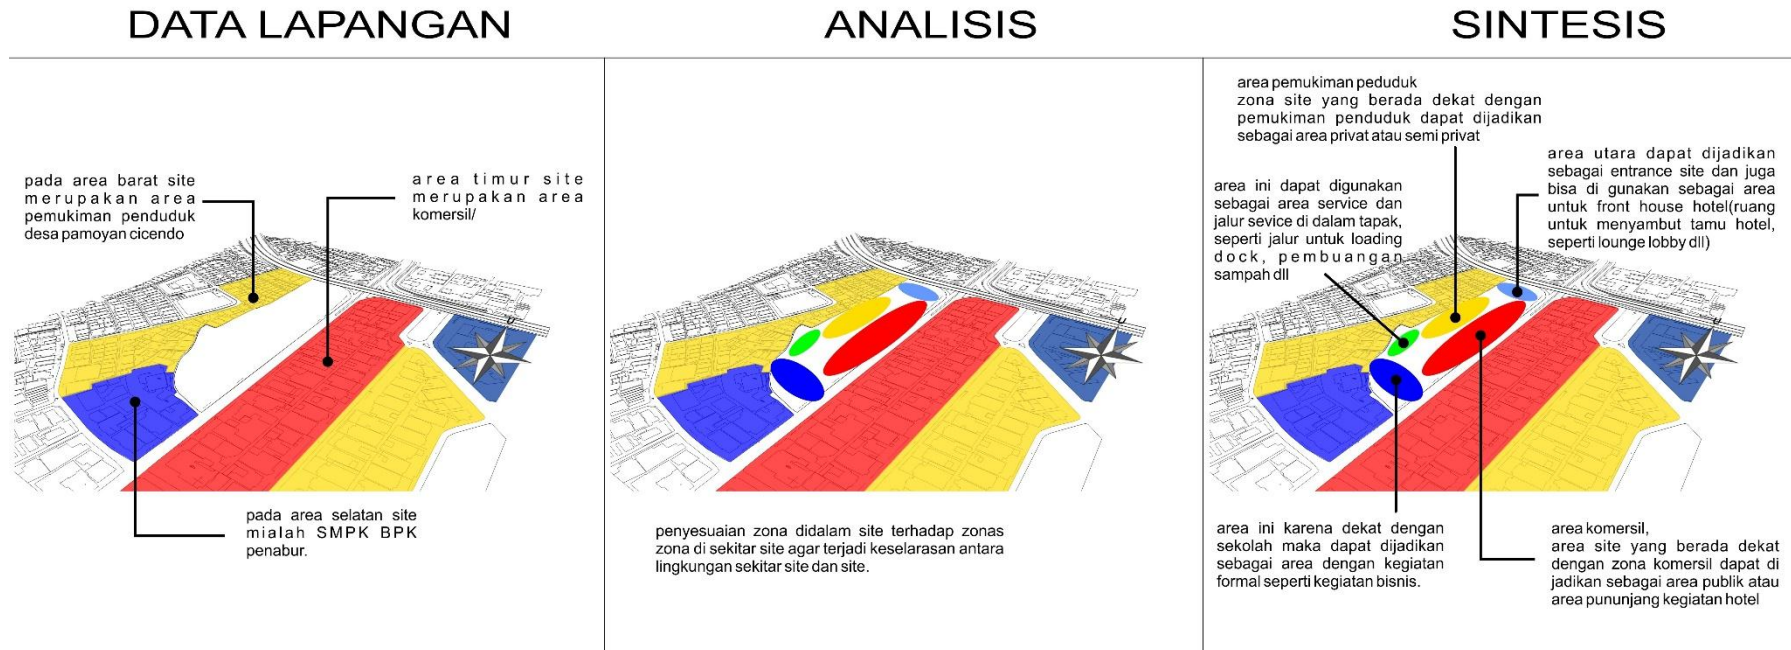 DATA LAPANGAN
pada area barat site
merupakan area
pemukiman penduduk
desa pamoyan cicendo
area timur site
merupakan area
komersil/
U
pada area selatan site
mialah SMPK BPK
penabur.
ANALISIS
U
penyesuaian zona didalam site terhadap zonas
zona di sekitar site agar terjadi keselarasan antara
lingkungan sekitar site dan site.
SINTESIS
area pemukiman peduduk
zona site yang berada dekat dengan
pemukiman penduduk dapat dijadikan
sebagai area privat atau semi privat
area utara dapat dijadikan
sebagai entrance site dan juga
bisa di gunakan sebagai area
untuk front house hotel(ruang
untuk menyambut tamu hotel,
seperti lounge lobby dll)
area ini dapat digunakan
sebagai area service dan
jalur sevice di dalam tapak,
seperti jalur untuk loading
dock, pembuangan
sampah dll
U
area ini karena dekat dengan
sekolah maka dapat dijadikan
sebagai area dengan kegiatan
formal seperti kegiatan bisnis.
area komersil,
area site yang berada dekat
dengan zona komersil dapat di
jadikan sebagai area publik atau
area pununjang kegiatan hotel